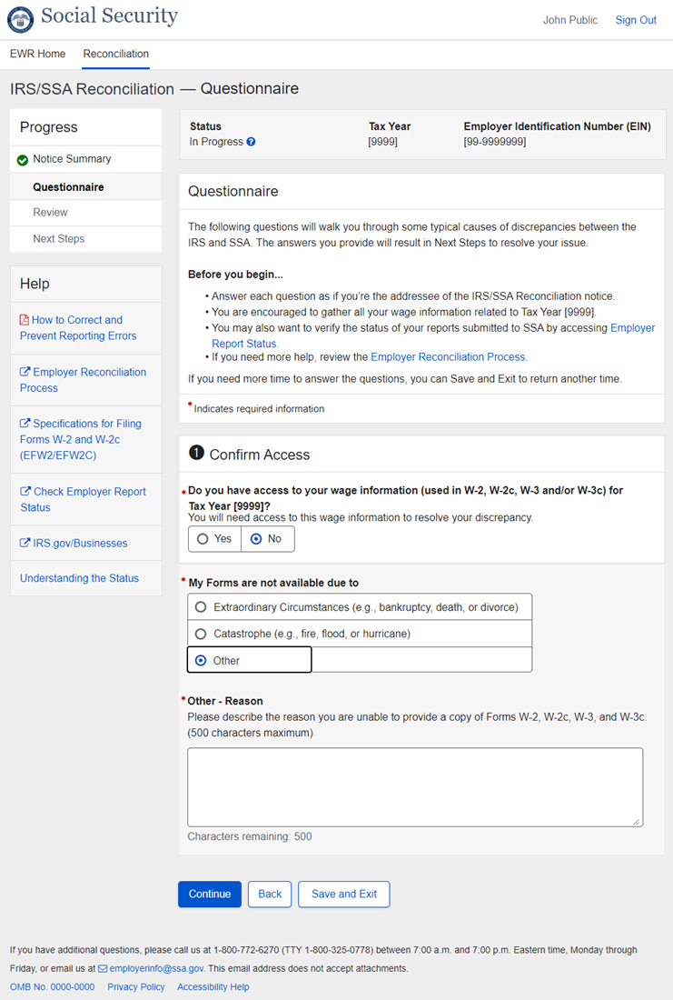 Social Security
John Public
Sign Out
EWR Home
Reconciliation
IRS/SSA Reconciliation — Questionnaire
Progress
Notice Summary
Questionnaire
Review
Next Steps
Help
How to Correct and
Prevent Reporting Errors
Employer Reconciliation
Process
Specifications for Filing
Forms W-2 and W-2c
(EFW2/EFW2C)
Check Employer Report
Status
IRS.gov/Businesses
Understanding the Status
Status
In Progress
Tax Year
[9999]
Employer Identification Number (EIN)
[99-9999999]
Questionnaire
The following questions will walk you through some typical causes of discrepancies between the
IRS and SSA. The answers you provide will result in Next Steps to resolve your issue.
Before you begin...
• Answer each question as if you're the addressee of the IRS/SSA Reconciliation notice.
• You are encouraged to gather all your wage information related to Tax Year [9999].
• You may also want to verify the status of your reports submitted to SSA by accessing Employer
Report Status.
• If you need more help, review the Employer Reconciliation Process.
If you need more time to answer the questions, you can Save and Exit to return another time.
* Indicates required information
1 Confirm Access
* Do you have access to your wage information (used in W-2, W-2c, W-3 and/or W-3c) for
Tax Year [9999]?
You will need access to this wage information to resolve your discrepancy.
Yes
No
* My Forms are not available due to
Extraordinary Circumstances (e.g., bankruptcy, death, or divorce)
Catastrophe (e.g., fire, flood, or hurricane)
Other
* Other - Reason
Please describe the reason you are unable to provide a copy of Forms W-2, W-2c, W-3, and W-3c.
(500 characters maximum)
Characters remaining: 500
Continue
Back
Save and Exit
If you have additional questions, please call us at 1-800-772-6270 (TTY 1-800-325-0778) between 7:00 a.m. and 7:00 p.m. Eastern time, Monday through
Friday, or email us at employerinfo@ssa.gov. This email address does not accept attachments.
OMB No. 0000-0000
Privacy Policy
Accessibility Help